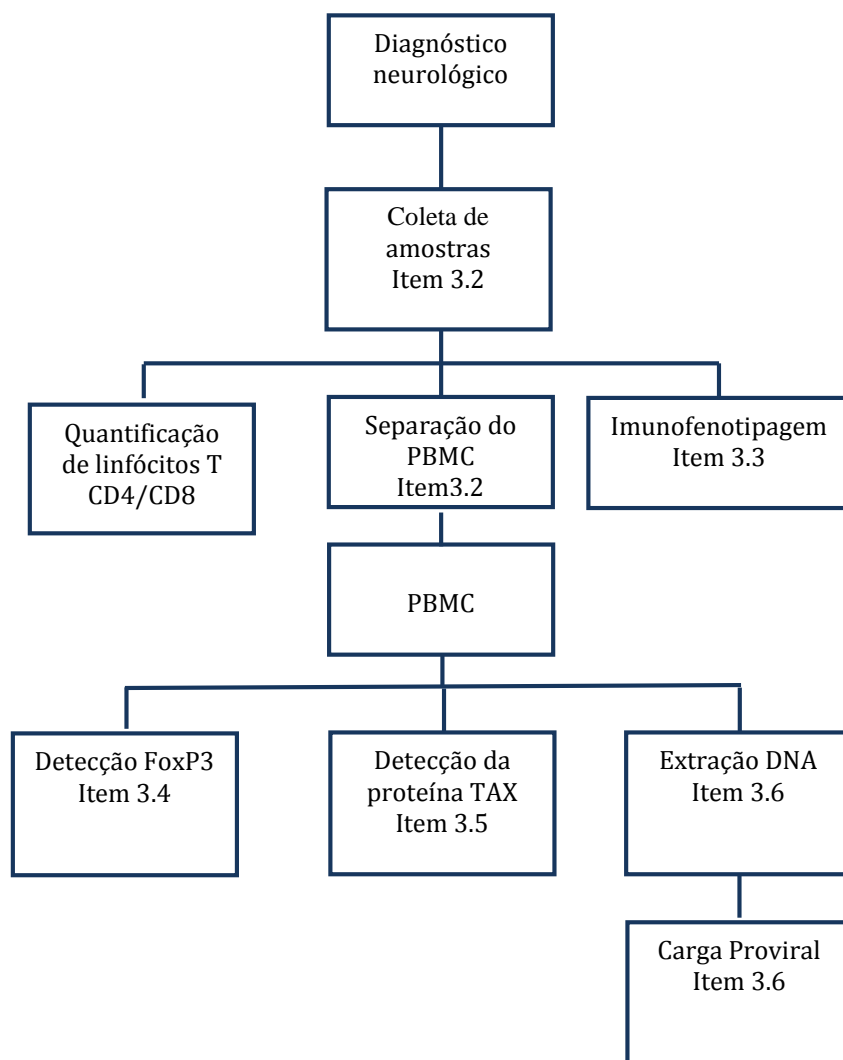 Diagnóstico
neurológico
Coleta de
amostras
Item 3.2
Quantificação
de linfócitos T
CD4/CD8
Separação do
PBMC
Item3.2
Imunofenotipagem
Item 3.3
PBMC
Detecção FoxP3
Item 3.4
Detecção da
proteína TAX
Item 3.5
Extração DNA
Item 3.6
Carga Proviral
Item 3.6